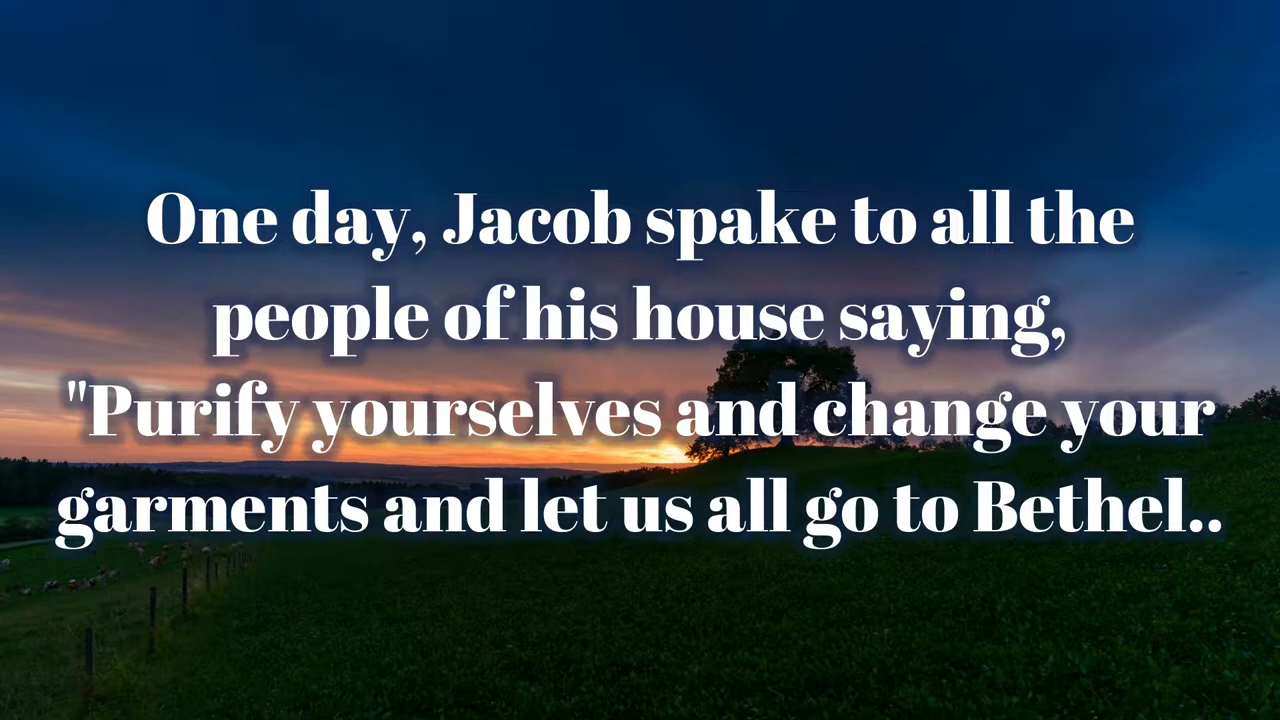 One day, Jacob spake to all the
people of his house saying,
"Purify yourselves and change your
garments and let us all go to Bethel..